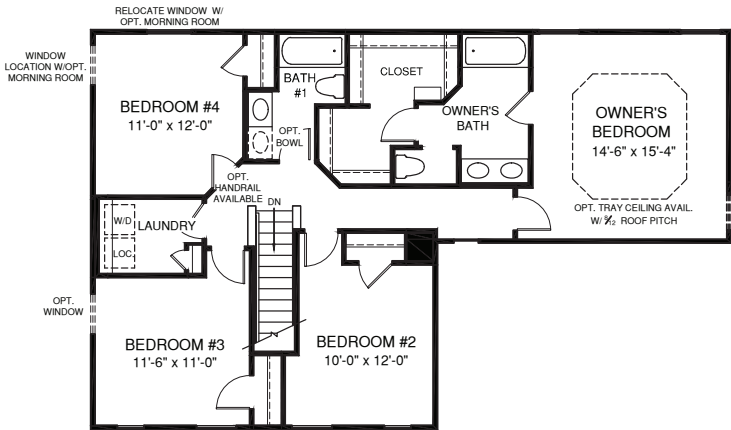 RELOCATE WINDOW W/
OPT. MORNING ROOM
WINDOW
LOCATION W/OPT.
MORNING ROOM
BATH
#1
CLOSET
BEDROOM #4
11'-0" x 12'-0"
OPT.
BOWL
OWNER'S
BATH
OWNER'S
BEDROOM
14'-6" x 15'-4"
OPT.
HANDRAIL
AVAILABLE
DN
OPT. TRAY CEILING AVAIL.
W/ ROOF PITCH
W/D
LAUNDRY
LOC
OPT.
WINDOW
BEDROOM #3
11'-6" x 11'-0"
BEDROOM #2
10'-0" x 12'-0"